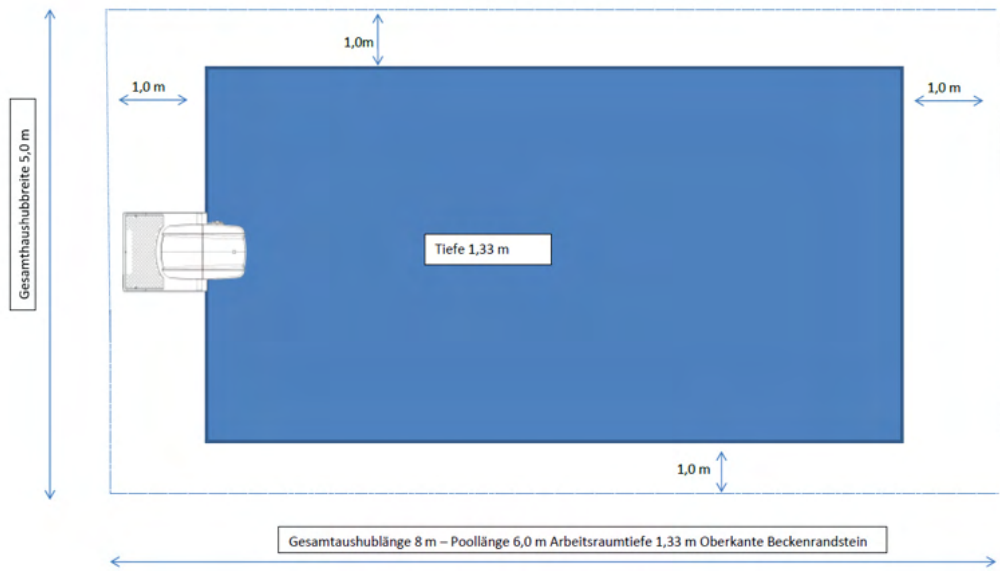 1,0m
1,0 m
1,0 m
Gesamthaushubbreite 5,0 m
Tiefe 1,33 m
1,0 m
Gesamtaushublänge 8 m – Poollänge 6,0 m Arbeitsraumtiefe 1,33 m Oberkante Beckenrandstein